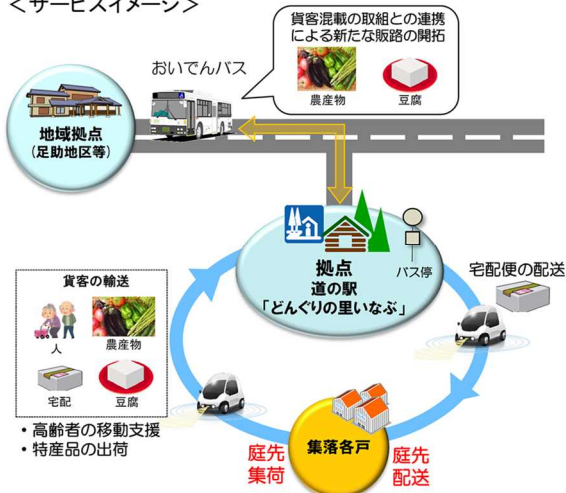 ＜サービスイメージ＞
貨客混載の取組との連携
による新たな販路の開拓
農産物
豆腐
おいでんバス
地域拠点
(足助地区等)
拠点
道の駅
「どんぐりの里いなぶ」
バス停
宅配便の配送
貨客の輸送
人
農産物
宅配
豆腐
・高齢者の移動支援
・特産品の出荷
庭先
集荷
集落各戸
庭先
配送